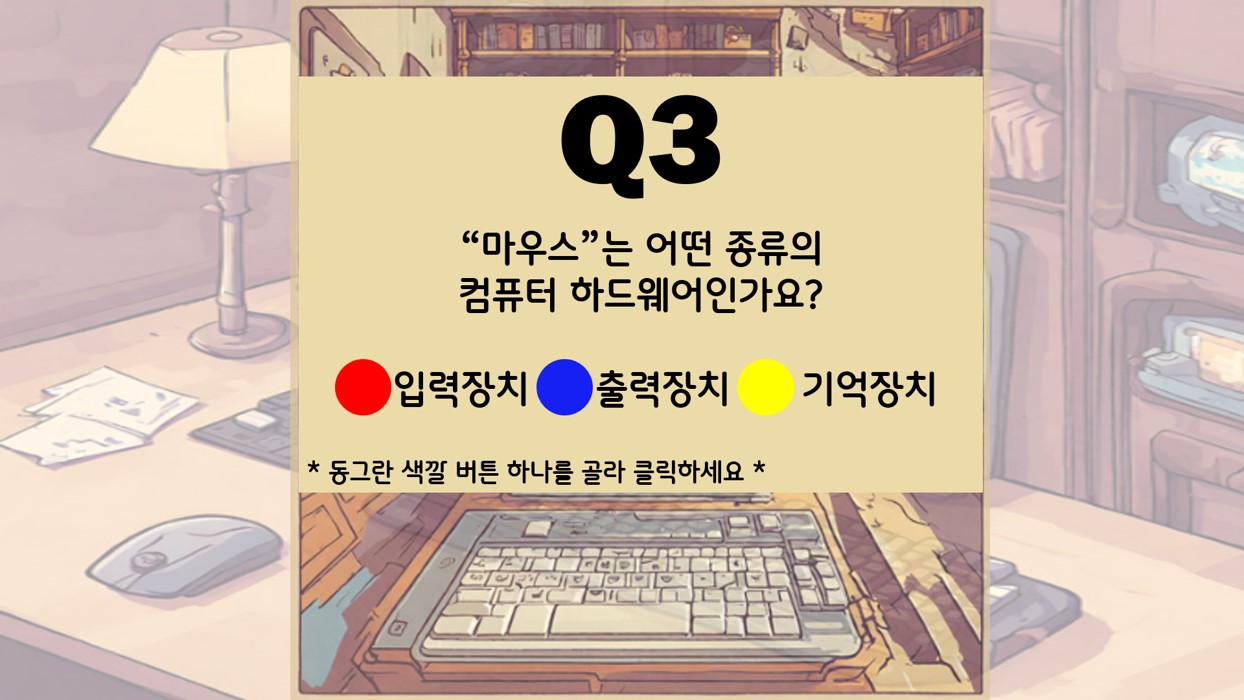 Q3
“마우스”는 어떤 종류의
컴퓨터 하드웨어인가요?
입력장치 출력장치 기억장치
* 동그란 색깔 버튼 하나를 골라 클릭하세요 *